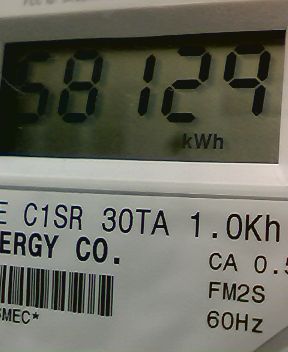 58129
kWh
E C1SR 30TA 1.0Kh
ERGY CO.
CA 0.5
FM2S
60Hz
SMEC*